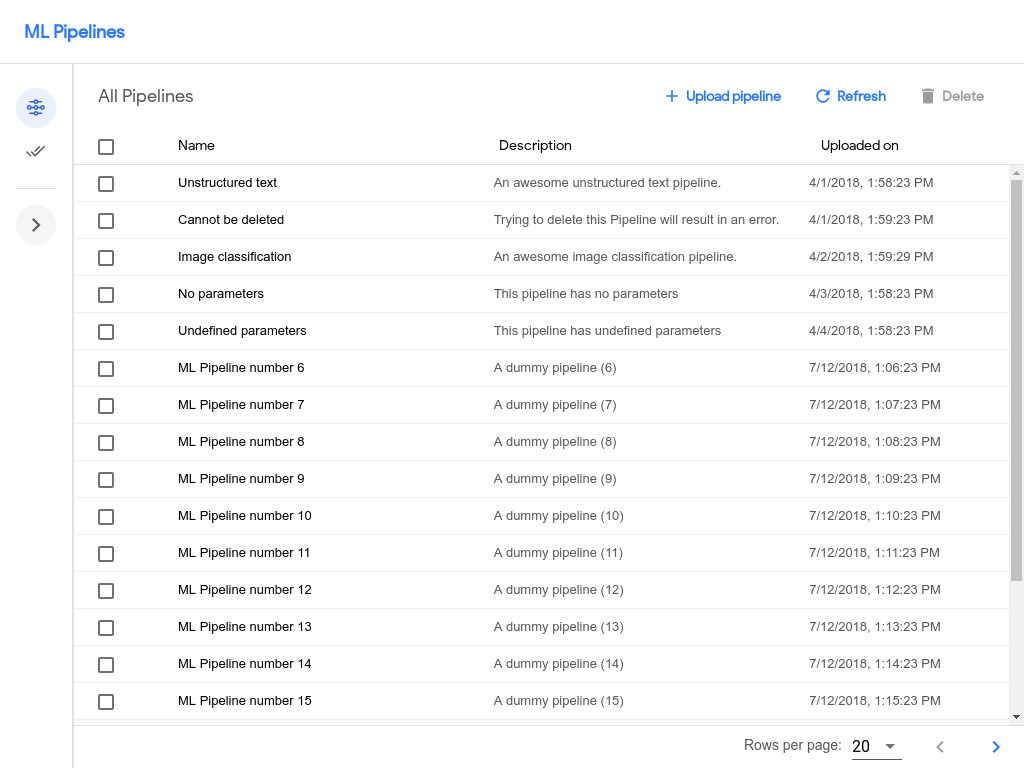 ML Pipelines
All Pipelines
Upload pipeline
Refresh
Delete
Name Description Uploaded on
Unstructured text An awesome unstructured text pipeline. 4/1/2018, 1:58:23 PM
Cannot be deleted Trying to delete this Pipeline will result in an error. 4/1/2018, 1:59:23 PM
Image classification An awesome image classification pipeline. 4/2/2018, 1:59:29 PM
No parameters This pipeline has no parameters 4/3/2018, 1:58:23 PM
Undefined parameters This pipeline has undefined parameters 4/4/2018, 1:58:23 PM
ML Pipeline number 6 A dummy pipeline (6) 7/12/2018, 1:06:23 PM
ML Pipeline number 7 A dummy pipeline (7) 7/12/2018, 1:07:23 PM
ML Pipeline number 8 A dummy pipeline (8) 7/12/2018, 1:08:23 PM
ML Pipeline number 9 A dummy pipeline (9) 7/12/2018, 1:09:23 PM
ML Pipeline number 10 A dummy pipeline (10) 7/12/2018, 1:10:23 PM
ML Pipeline number 11 A dummy pipeline (11) 7/12/2018, 1:11:23 PM
ML Pipeline number 12 A dummy pipeline (12) 7/12/2018, 1:12:23 PM
ML Pipeline number 13 A dummy pipeline (13) 7/12/2018, 1:13:23 PM
ML Pipeline number 14 A dummy pipeline (14) 7/12/2018, 1:14:23 PM
ML Pipeline number 15 A dummy pipeline (15) 7/12/2018, 1:15:23 PM
Rows per page: 20